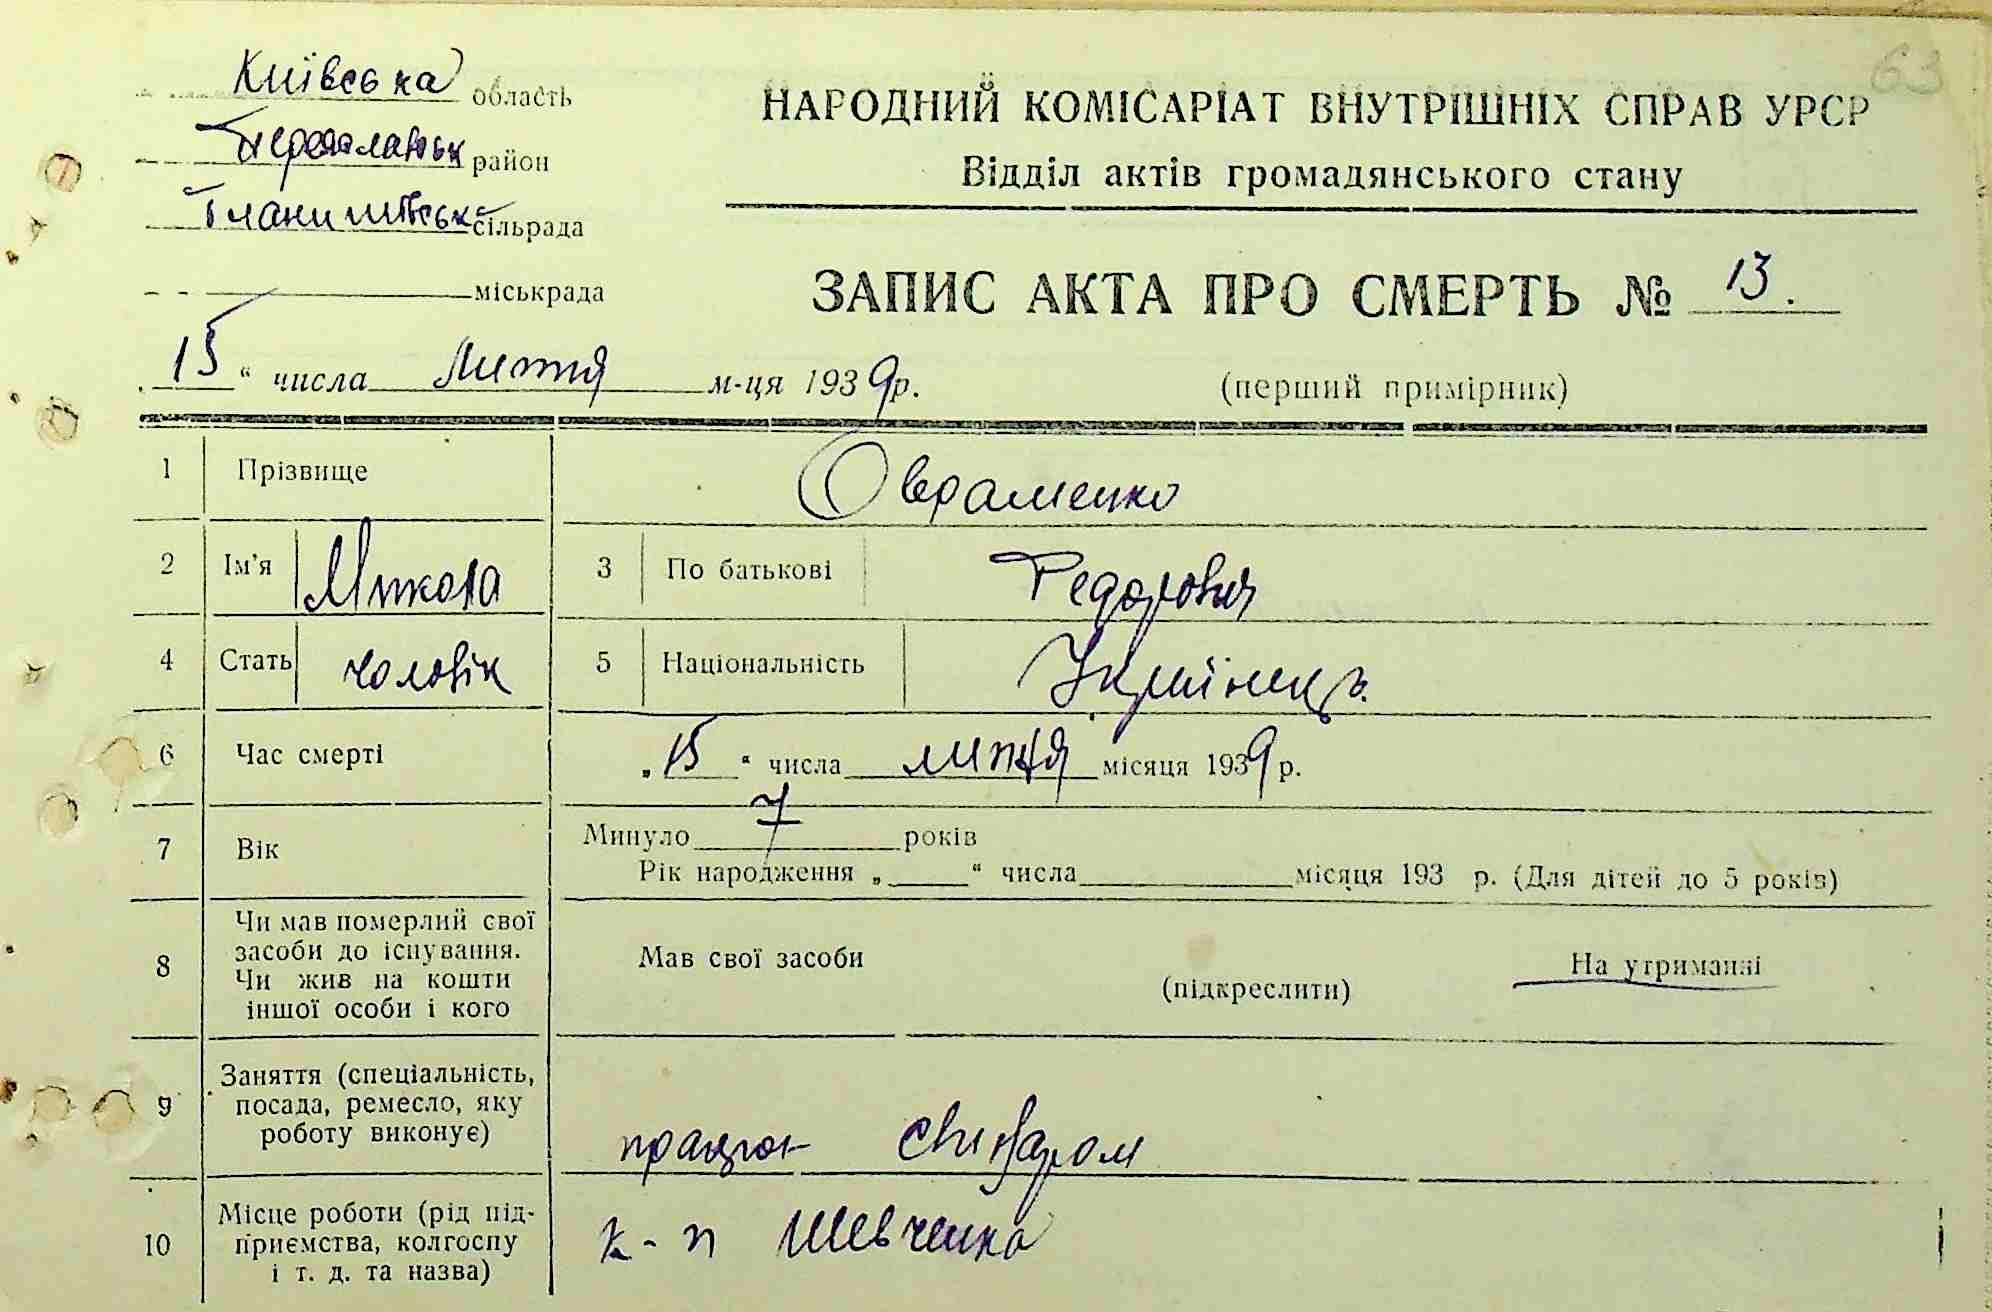 63
Київська область
НАРОДНИЙ КОМІСАРІАТ ВНУТРІШНІХ СПРАВ УРСР
район
Відділ актів громадянського стану
сільрада
міськрада
ЗАПИС АКТА ПРО СМЕРТЬ № 13.
15 " числа Липня м-ця 1939 р.
(перший примірник)
1 Прізвище Овраменко
2 Ім'я Микола 3 По батькові Федорович
4 Стать чоловік 5 Національність Українець.
6 Час смерті „ 15 " числа липня місяця 1939 р.
7 Вік Минуло 7 років
Рік народження „ " числа місяця 193 р. (Для дітей до 5 років)
8 Чи мав померлий свої засоби до існування. Чи жив на кошти іншої особи і кого Мав свої засоби (підкреслити) На утриманні
9 Заняття (спеціальність, посада, ремесло, яку роботу виконує) свинаром
10 Місце роботи (рід підприємства, колгоспу і т. д. та назва) к-п Шевченко